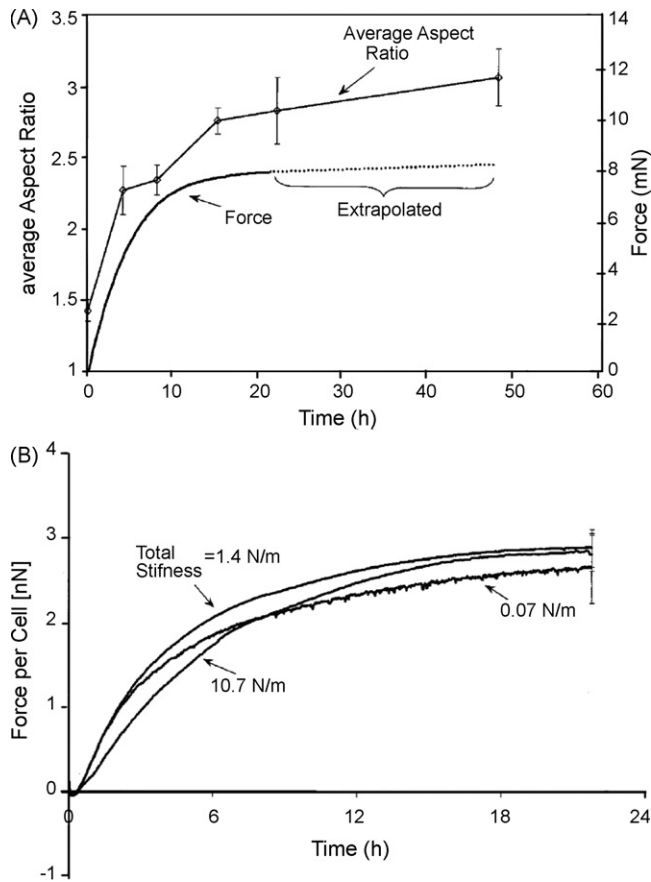 (A)
3.5
3
2.5
2
1.5
1
average Aspect Ratio
Average Aspect
Ratio
Force
Extrapolated
14
12
10
8
6
4
2
0
Force (mN)
0 10 20 30 40 50 60
Time (h)
(B)
4
3
2
1
0
-1
Force per Cell [nN]
Total
Stifness =1.4 N/m
0.07 N/m
10.7 N/m
0 6 12 18 24
Time (h)